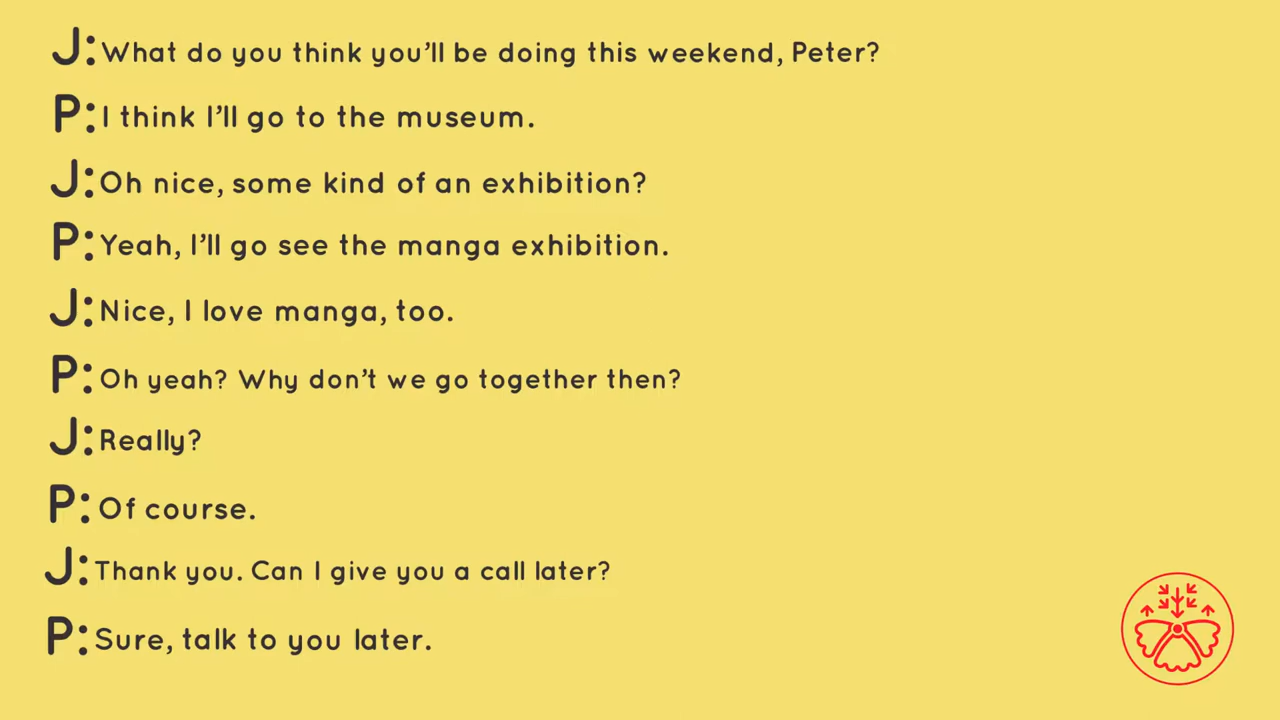 J: What do you think you'll be doing this weekend, Peter?
P: I think I'll go to the museum.
J: Oh nice, some kind of an exhibition?
P: Yeah, I'll go see the manga exhibition.
J: Nice, I love manga, too.
P: Oh yeah? Why don't we go together then?
J: Really?
P: Of course.
J: Thank you. Can I give you a call later?
P: Sure, talk to you later.